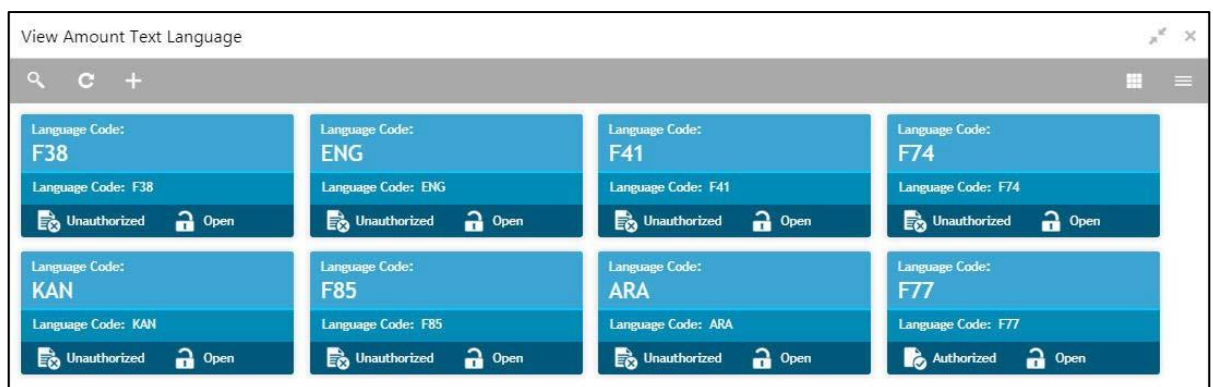 View Amount Text Language
Language Code:
F38
Language Code: F38
Unauthorized Open
Language Code:
ENG
Language Code: ENG
Unauthorized Open
Language Code:
F41
Language Code: F41
Unauthorized Open
Language Code:
F74
Language Code: F74
Unauthorized Open
Language Code:
KAN
Language Code: KAN
Unauthorized Open
Language Code:
F85
Language Code: F85
Unauthorized Open
Language Code:
ARA
Language Code: ARA
Unauthorized Open
Language Code:
F77
Language Code: F77
Authorized Open